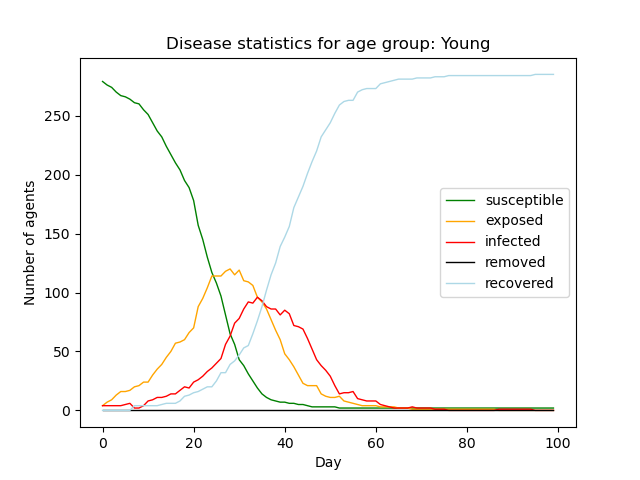 Disease statistics for age group: Young
Number of agents
250
200
150
100
50
0
susceptible
exposed
infected
removed
recovered
0 20 40 60 80 100
Day